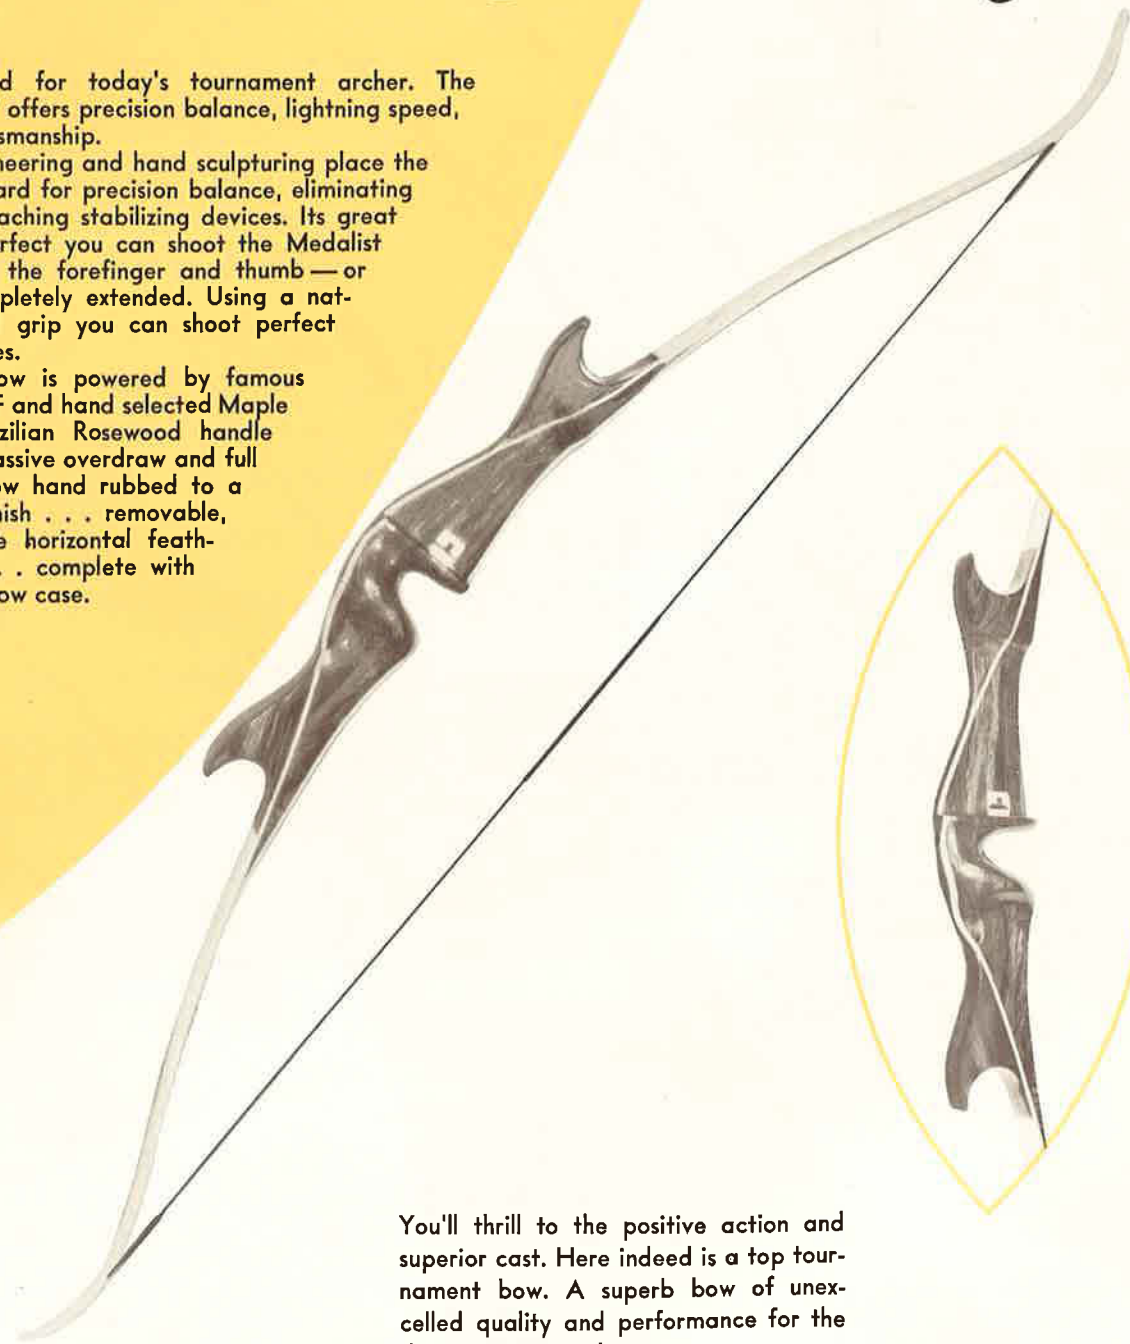 d for today's tournament archer. The
offers precision balance, lightning speed,
smanship.
neering and hand sculpturing place the
ard for precision balance, eliminating
aching stabilizing devices. Its great
rfect you can shoot the Medalist
the forefinger and thumb — or
pletely extended. Using a nat-
grip you can shoot perfect
es.
ow is powered by famous
and hand selected Maple
zilian Rosewood handle
assive overdraw and full
ow hand rubbed to a
nish . . . removable,
e horizontal feath-
. . complete with
ow case.
You'll thrill to the positive action and
superior cast. Here indeed is a top tour-
nament bow. A superb bow of unex-
celled quality and performance for the